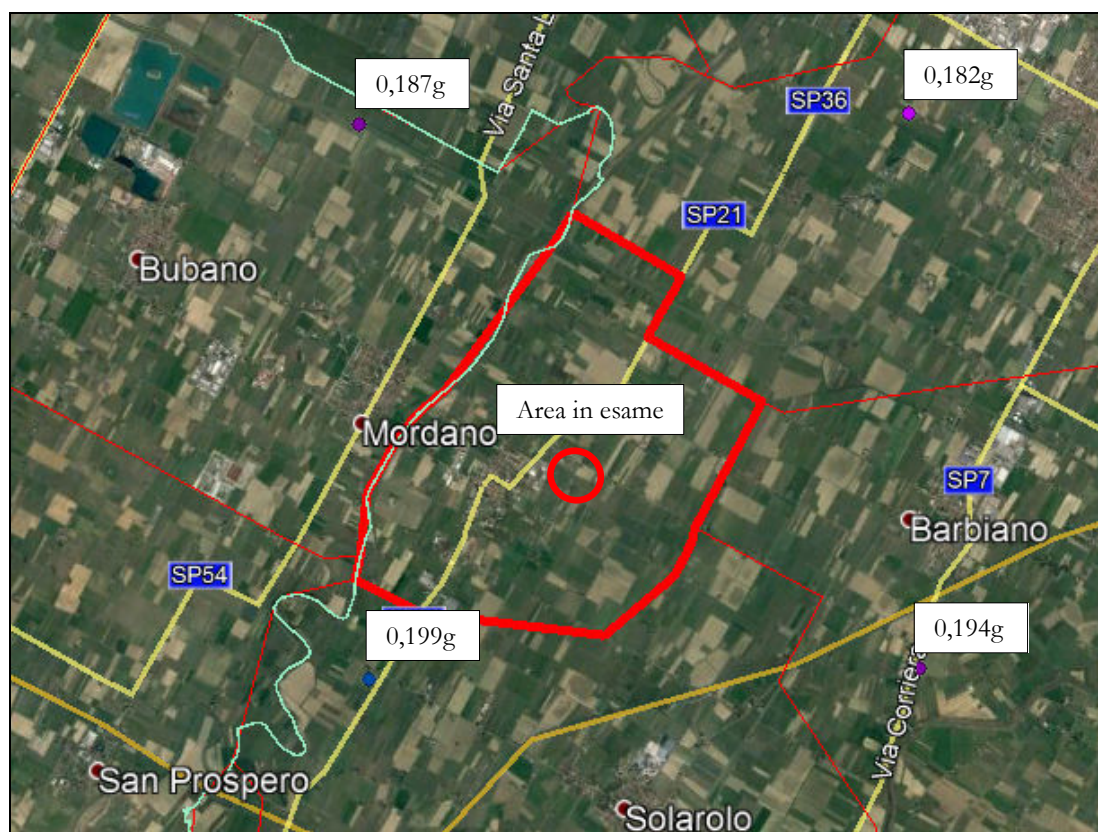 0,187g
0,182g
Via Santa L
SP36
SP21
Bubano
Area in esame
Mordano
SP7
Barbiano
SP54
0,199g
0,194g
Via Corriera
San Prospero
Solarolo